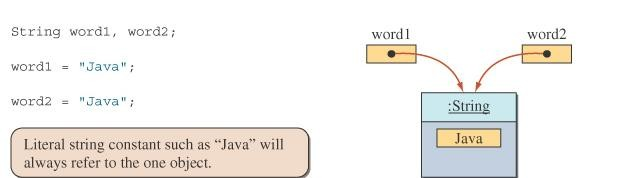 String word1, word2;
word1 = "Java";
word2 = "Java";
Literal string constant such as “Java” will
always refer to the one object.
word1
word2
:String
Java